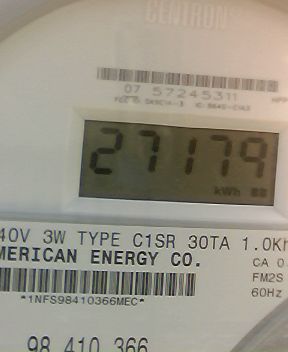 CENTRON
07 57245311
27179
kWh
40V 3W TYPE C1SR 30TA 1.0Kh
MERICAN ENERGY CO.
CA 0
FM2S
60Hz
*1NFS98410366MEC*
98 410 366